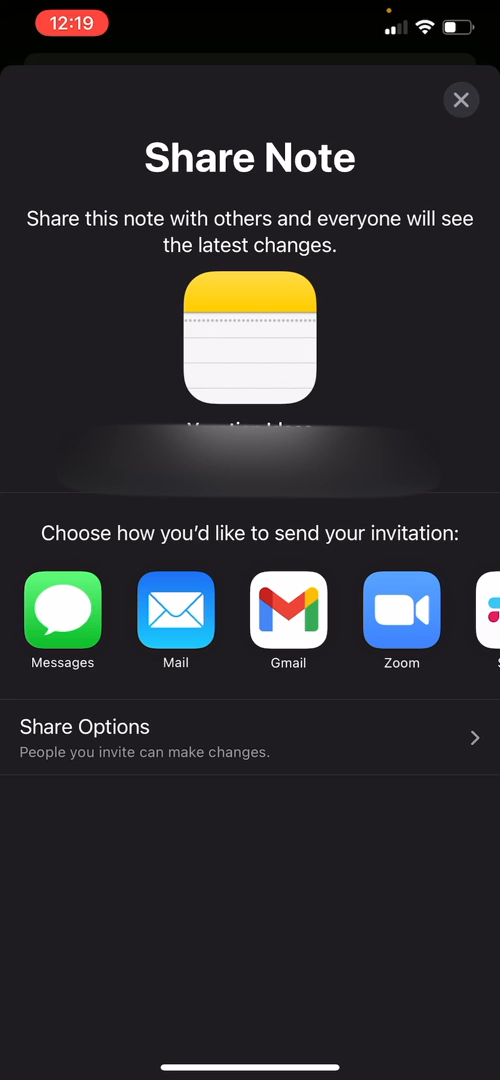 12:19
Share Note
Share this note with others and everyone will see
the latest changes.
Choose how you’d like to send your invitation:
Messages
Mail
Gmail
Zoom
Share Options
People you invite can make changes.